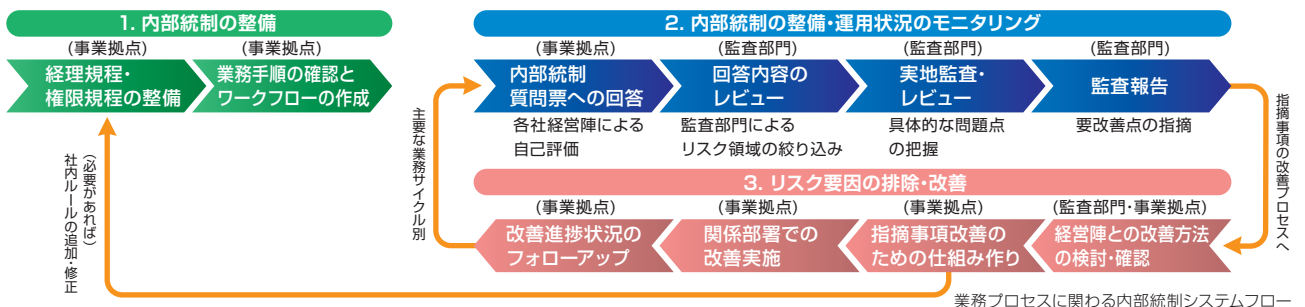 1. 内部統制の整備
(事業拠点)
経理規程・
権限規程の整備
(事業拠点)
業務手順の確認と
ワークフローの作成
(必要があれば)
社内ルールの追加・修正
主要な業務サイクル別
2. 内部統制の整備・運用状況のモニタリング
(事業拠点)
内部統制
質問票への回答
各社経営陣による
自己評価
(監査部門)
回答内容の
レビュー
監査部門による
リスク領域の絞り込み
(監査部門)
実地監査・
レビュー
具体的な問題点
の把握
(監査部門)
監査報告
要改善点の指摘
指摘事項の改善プロセスへ
3. リスク要因の排除・改善
(事業拠点)
改善進捗状況の
フォローアップ
(事業拠点)
関係部署での
改善実施
(事業拠点)
指摘事項改善の
ための仕組み作り
(監査部門・事業拠点)
経営陣との改善方法
の検討・確認
業務プロセスに関わる内部統制システムフロー